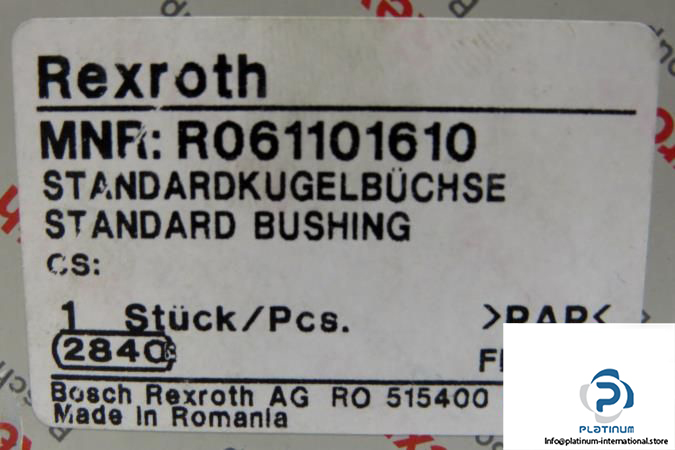 Rexroth
MNR: R061101610
STANDARDKUGELBÜCHSE
STANDARD BUSHING
CS:
1 Stück/Pcs. >PAP<
Bosch Rexroth AG RO 515400
Made in Romania
PLATINUM
Info@platinum-international.store